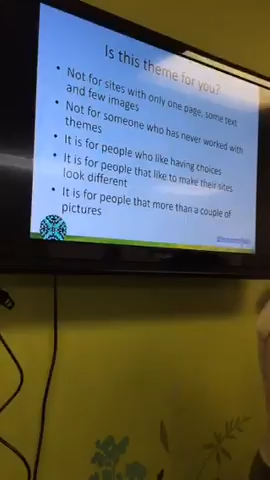 Is this theme for you?
• Not for sites with only one page, some text
and few images
• Not for someone who has never worked with
themes
• It is for people who like having choices
• It is for people that like to make their sites
look different
• It is for people that more than a couple of
pictures